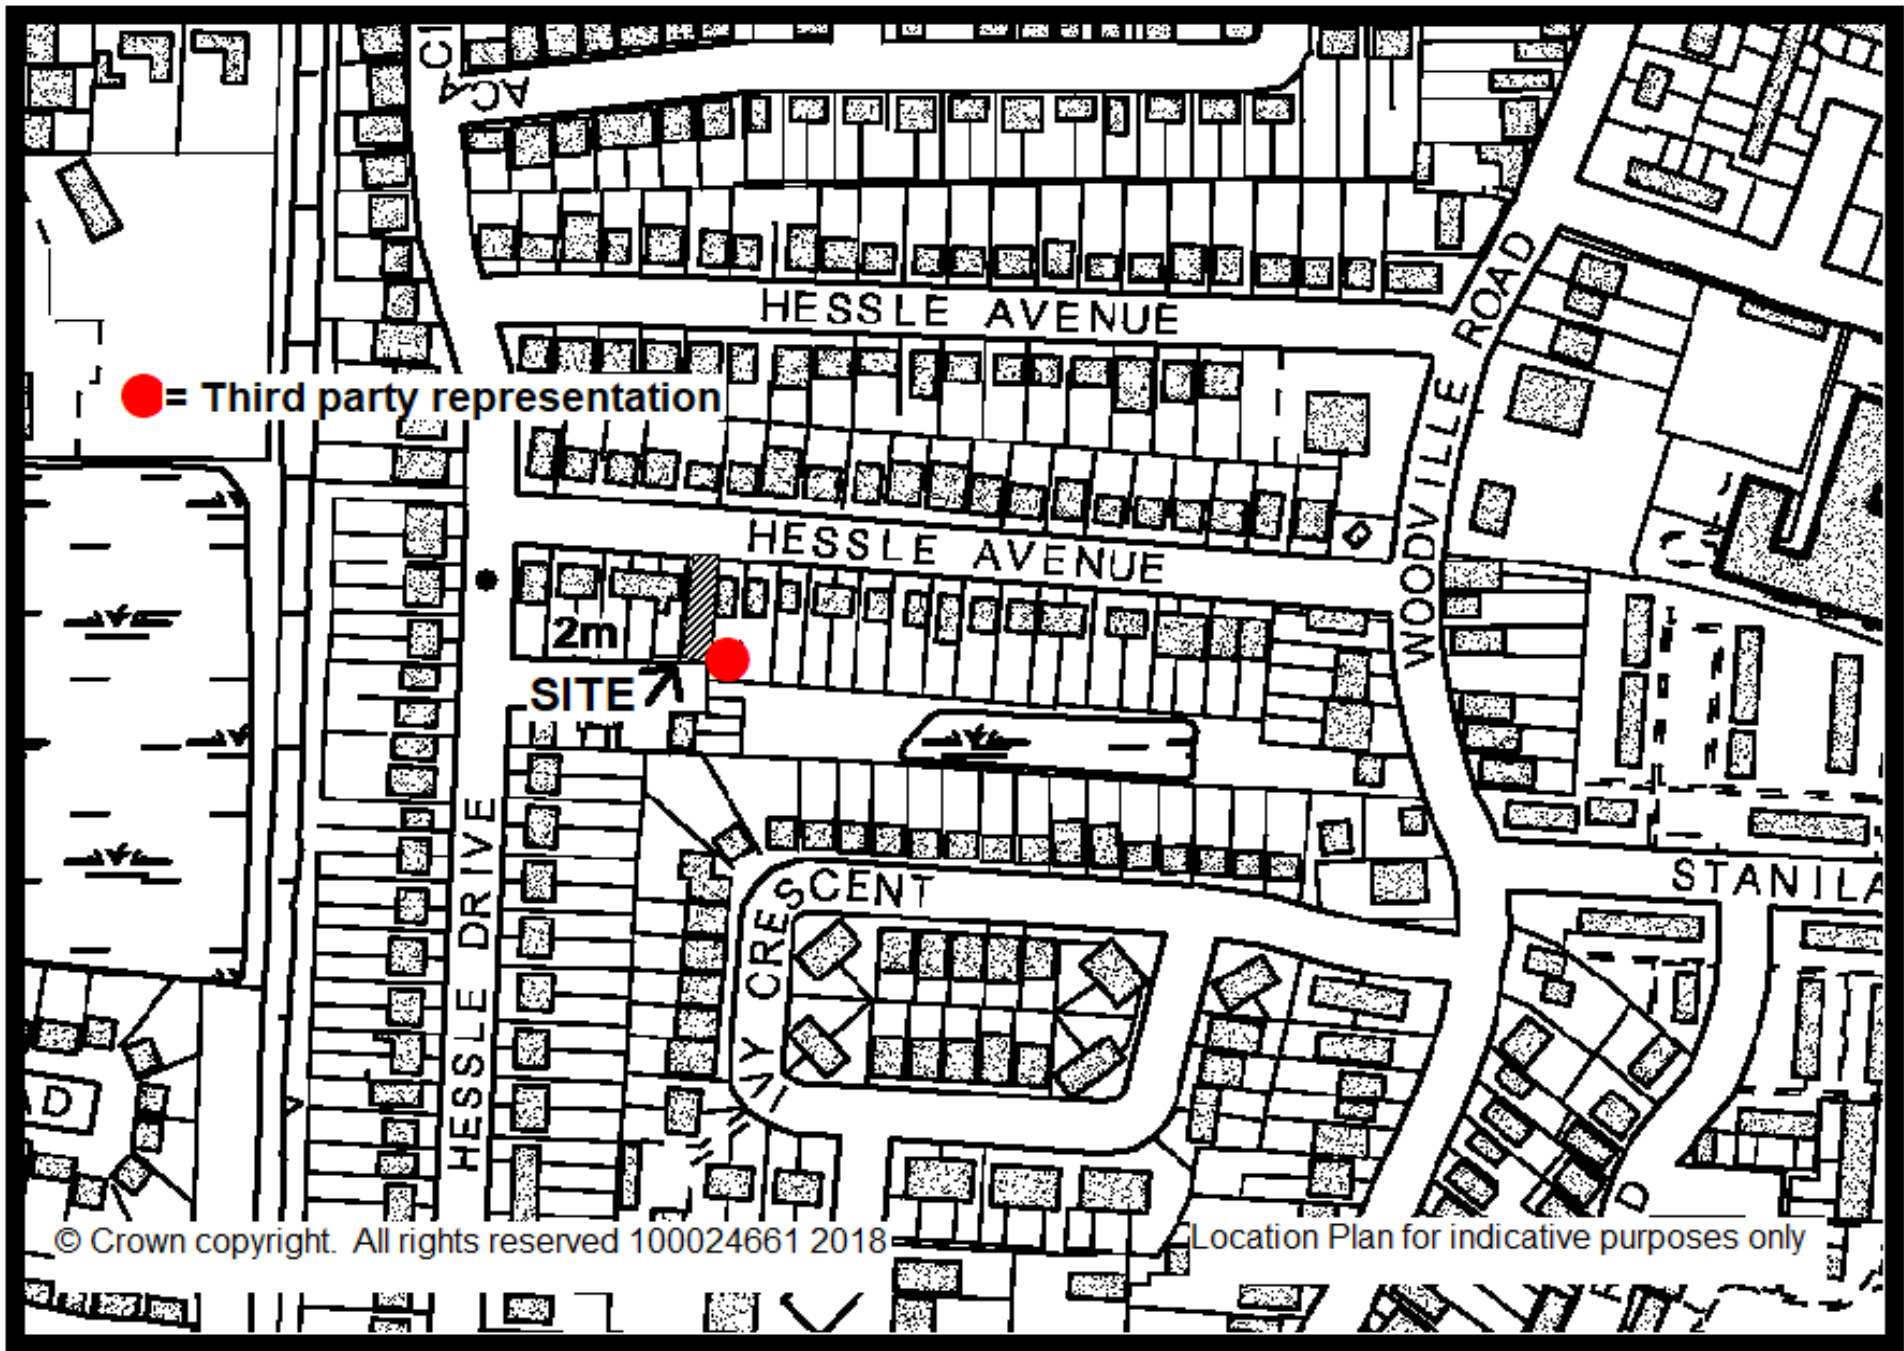 HESSLE AVENUE
WOODVILLE ROAD
= Third party representation
HESSLE AVENUE
2m
SITE
HESSLE DRIVE
IVY CRESCENT
STANILA
D
D
© Crown copyright. All rights reserved 100024661 2018
Location Plan for indicative purposes only